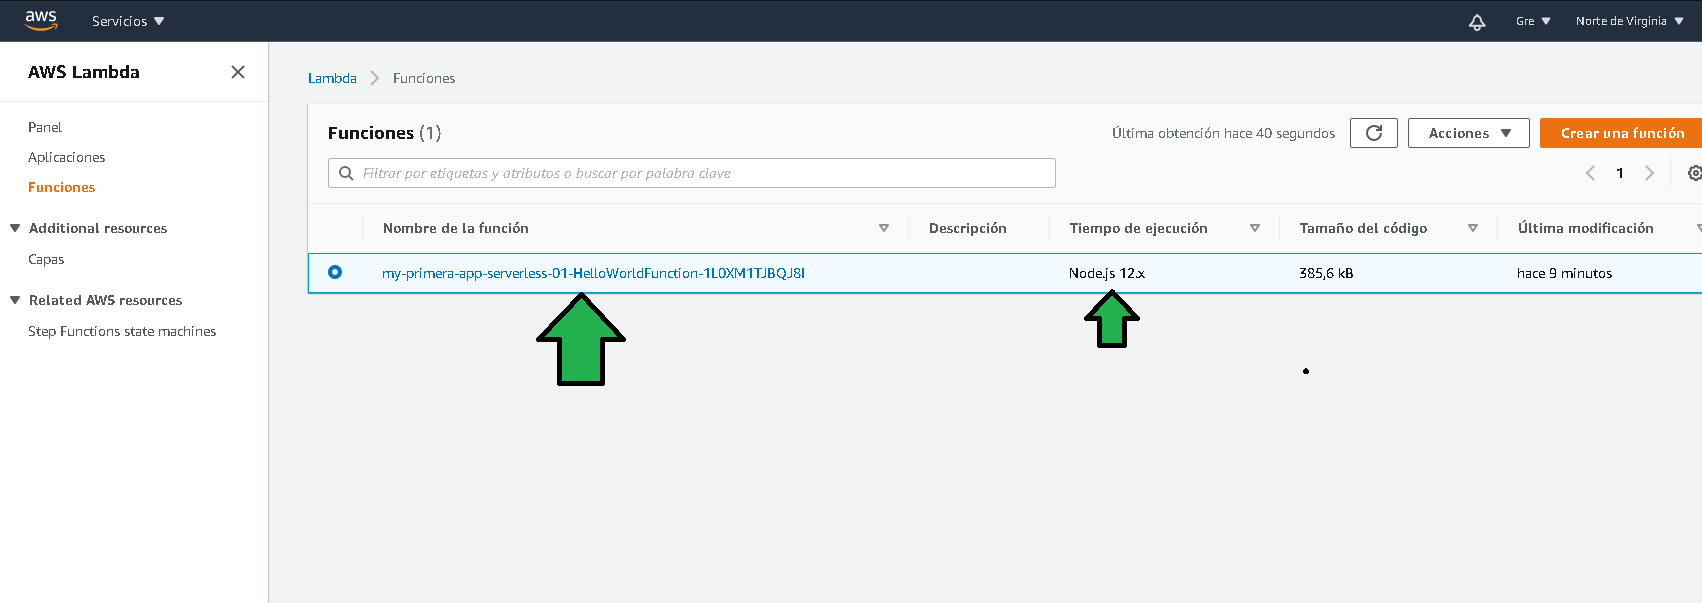 aws Servicios Gre Norte de Virginia
AWS Lambda
Panel
Aplicaciones
Funciones
Additional resources
Capas
Related AWS resources
Step Functions state machines
Lambda Funciones
Funciones (1) Última obtención hace 40 segundos Acciones Crear una función
Filtrar por etiquetas y atributos o buscar por palabra clave 1
Nombre de la función Descripción Tiempo de ejecución Tamaño del código Última modificación
my-primera-app-serverless-01-HelloWorldFunction-1L0XM1TJBQJ8I Node.js 12.x 385,6 kB hace 9 minutos